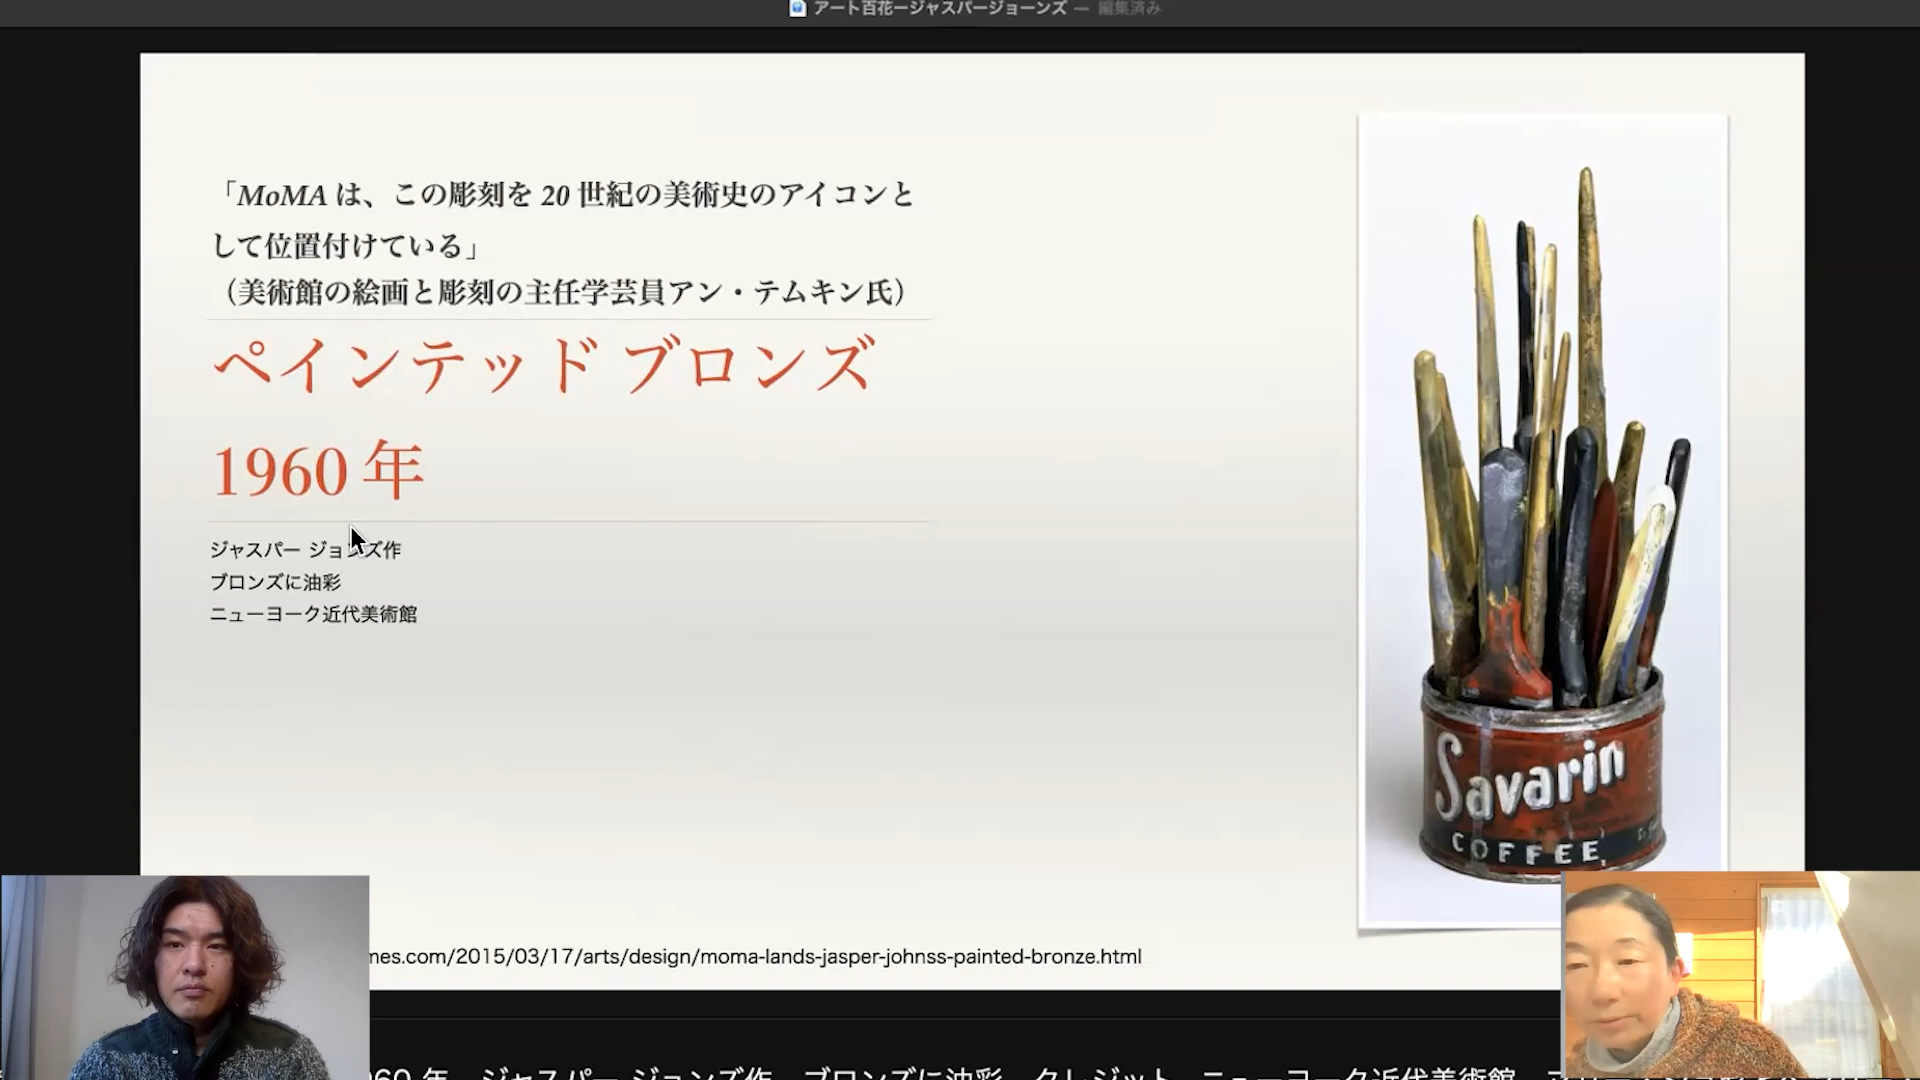 アート百花ージャスパージョーンズ — 編集済み
「MoMA は、この彫刻を 20 世紀の美術史のアイコンと
して位置付けている」
（美術館の絵画と彫刻の主任学芸員アン・テムキン氏）
ペインテッド ブロンズ
1960 年
ジャスパー ジョンズ作
ブロンズに油彩
ニューヨーク近代美術館
Savarin
COFFEE
mes.com/2015/03/17/arts/design/moma-lands-jasper-johnss-painted-bronze.html
960 年 ジャスパー ジョンズ作 ブロンズに油彩 クレジット ニューヨーク近代美術館